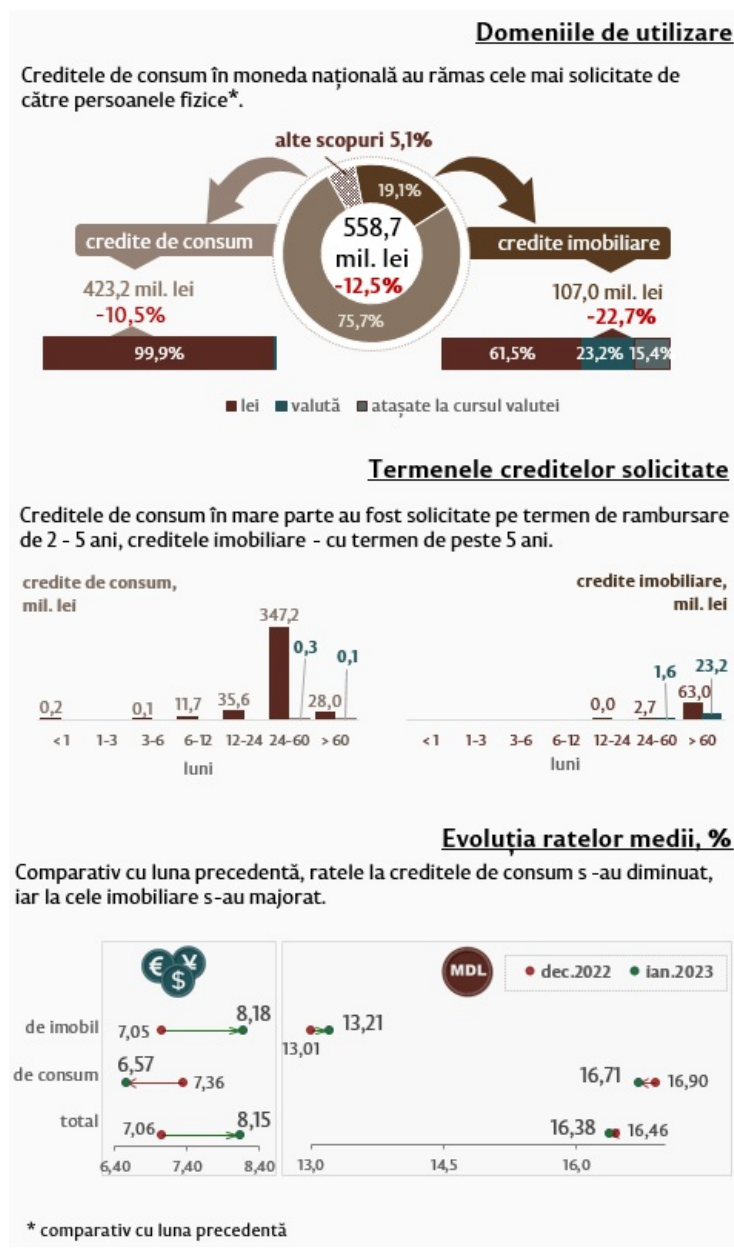 Domeniile de utilizare
Creditele de consum în moneda națională au rămas cele mai solicitate de
către persoanele fizice*.
alte scopuri 5,1%
19,1%
558,7
mil. lei
-12,5%
75,7%
credite de consum
423,2 mil. lei
-10,5%
99,9%
credite imobiliare
107,0 mil. lei
-22,7%
61,5% 23,2% 15,4%
lei valută atașate la cursul valutei
Termenele creditelor solicitate
Creditele de consum în mare parte au fost solicitate pe termen de rambursare
de 2 - 5 ani, creditele imobiliare - cu termen de peste 5 ani.
credite de consum,
mil. lei
347,2
0,3
0,1
0,2 0,1 11,7 35,6 28,0
<1 1-3 3-6 6-12 12-24 24-60 >60
luni
credite imobiliare,
mil. lei
1,6 23,2
0,0 2,7 63,0
<1 1-3 3-6 6-12 12-24 24-60 >60
luni
Evoluția ratelor medii, %
Comparativ cu luna precedentă, ratele la creditele de consum s -au diminuat,
iar la cele imobiliare s-au majorat.
€ ¥ $
MDL
dec.2022 ian.2023
de imobil 7,05 8,18 13,01 13,21
de consum 6,57 7,36 16,71 16,90
total 7,06 8,15 16,38 16,46
6,40 7,40 8,40 13,0 14,5 16,0
* comparativ cu luna precedentă